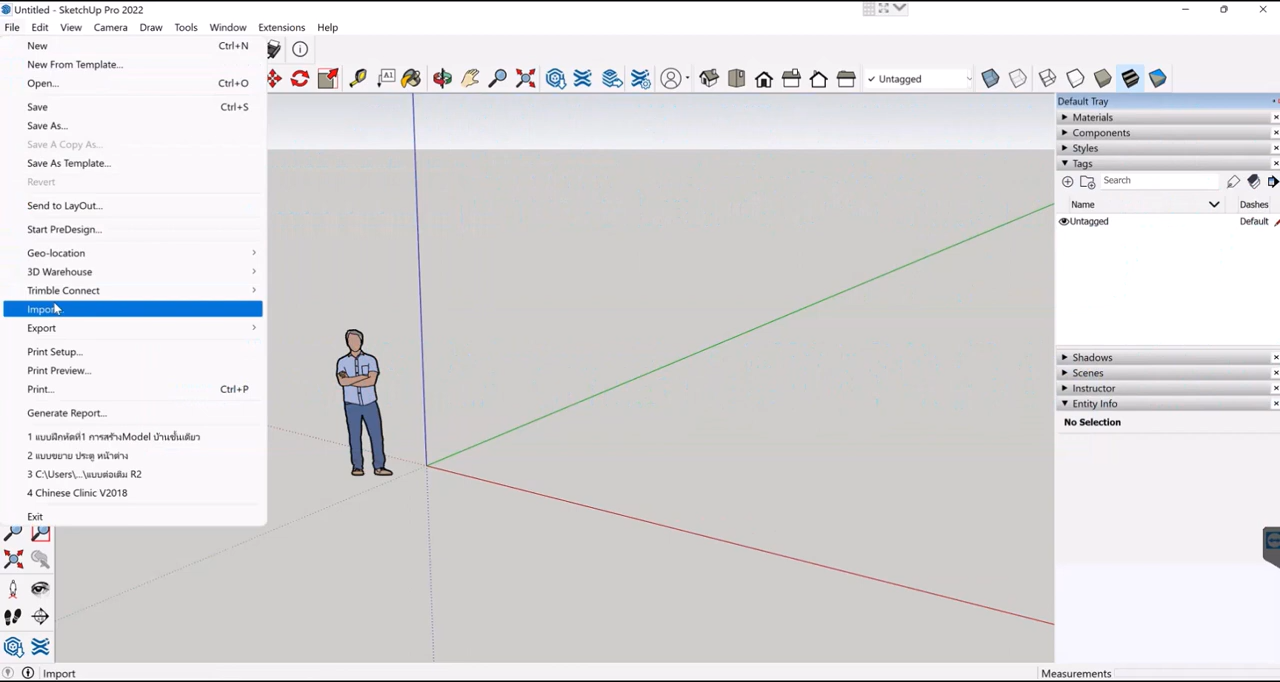 Untitled - SketchUp Pro 2022
File Edit View Camera Draw Tools Window Extensions Help
New Ctrl+N
New From Template...
Open... Ctrl+O
Save Ctrl+S
Save As...
Save A Copy As...
Save As Template...
Revert
Send to LayOut...
Start PreDesign...
Geo-location
3D Warehouse
Trimble Connect
Import...
Export
Print Setup...
Print Preview...
Print... Ctrl+P
Generate Report...
1 แบบฝึกหัดที่1 การสร้างModel บ้านชั้นเดียว
2 แบบขยาย ประตู หน้าต่าง
3 C:\Users\...\แบบต่อเติม R2
4 Chinese Clinic V2018
Exit
A1
Untagged
Default Tray
Materials
Components
Styles
Tags
Search
Name Dashes
Untagged Default
Shadows
Scenes
Instructor
Entity Info
No Selection
Import
Measurements